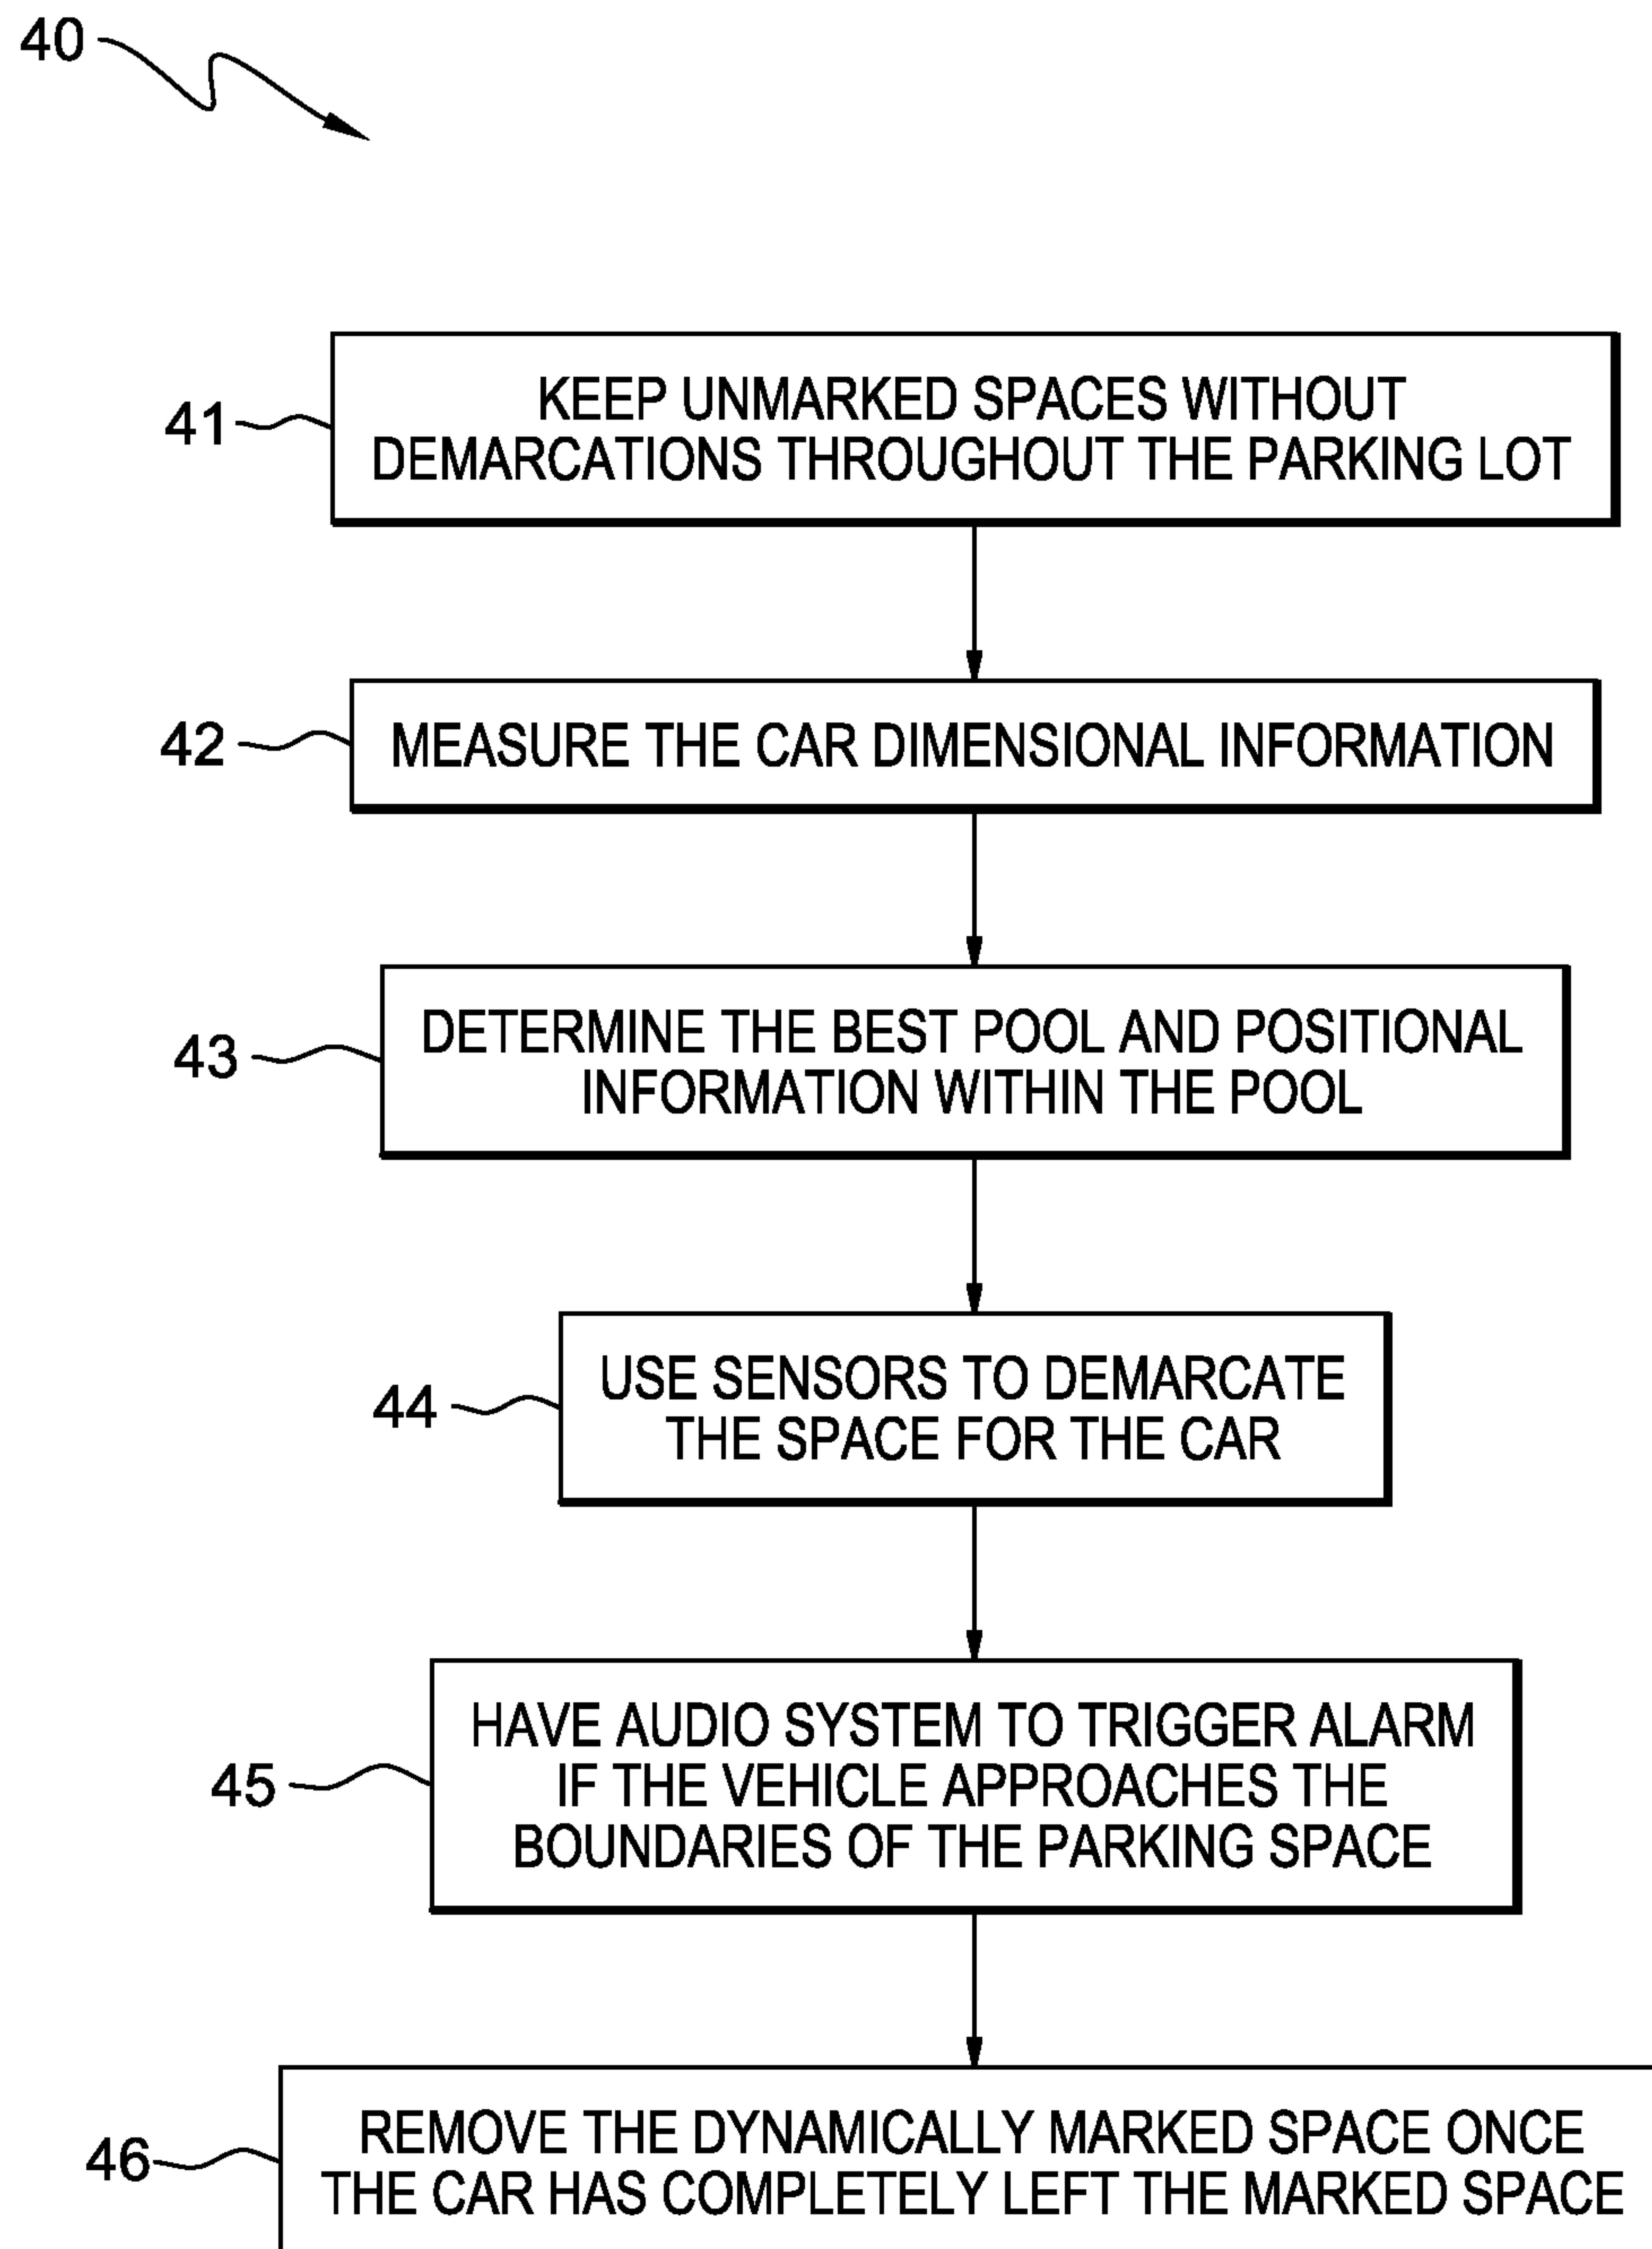 40
41
KEEP UNMARKED SPACES WITHOUT
DEMARCATIONS THROUGHOUT THE PARKING LOT
42
MEASURE THE CAR DIMENSIONAL INFORMATION
43
DETERMINE THE BEST POOL AND POSITIONAL
INFORMATION WITHIN THE POOL
44
USE SENSORS TO DEMARCATE
THE SPACE FOR THE CAR
45
HAVE AUDIO SYSTEM TO TRIGGER ALARM
IF THE VEHICLE APPROACHES THE
BOUNDARIES OF THE PARKING SPACE
46
REMOVE THE DYNAMICALLY MARKED SPACE ONCE
THE CAR HAS COMPLETELY LEFT THE MARKED SPACE